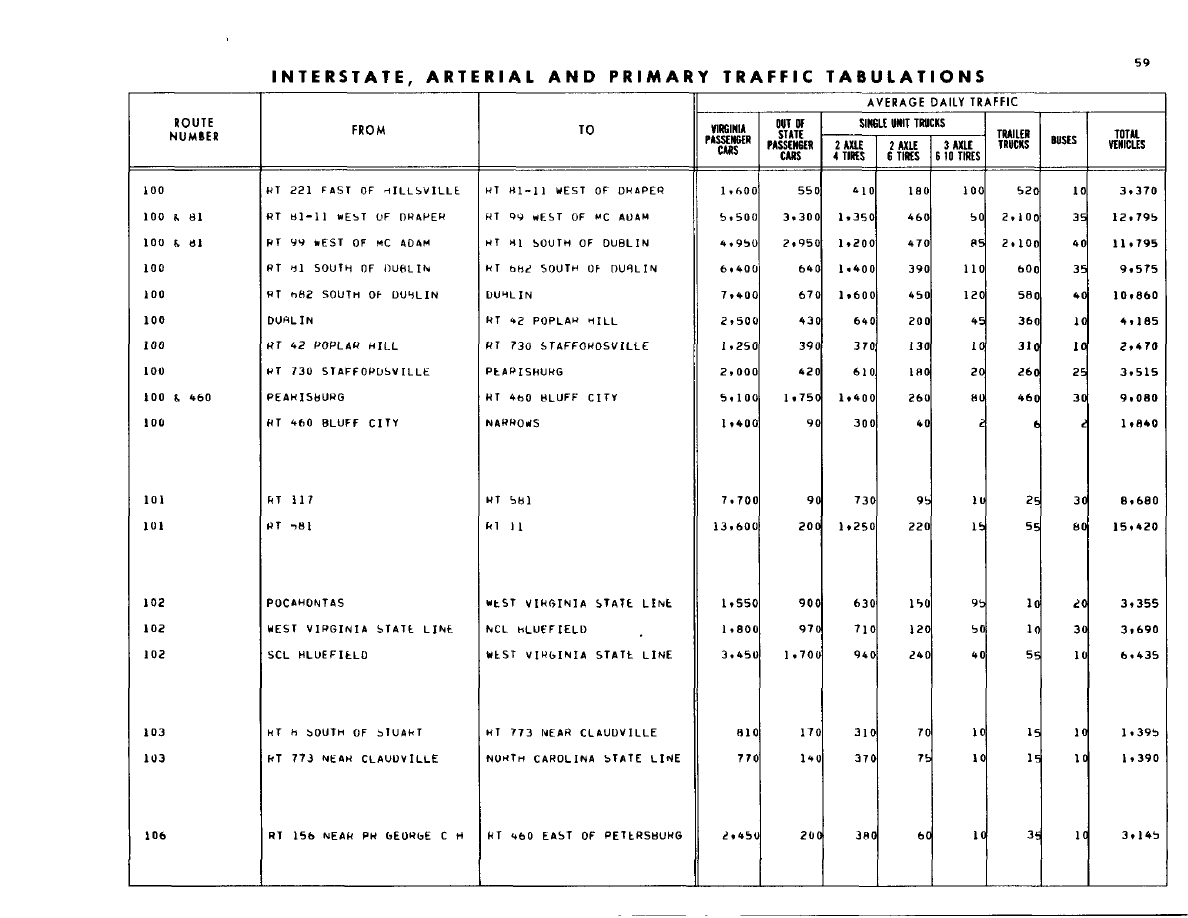 59
INTERSTATE, ARTERIAL AND PRIMARY TRAFFIC TABULATIONS
AVERAGE DAILY TRAFFIC
ROUTE NUMBER FROM TO VIRGINIA PASSENGER CARS OUT OF STATE PASSENGER CARS SINGLE UNIT TRUCKS 2 AXLE 4 TIRES 2 AXLE 6 TIRES 3 AXLE 6 10 TIRES TRAILER TRUCKS BUSES TOTAL VEHICLES
100 RT 221 EAST OF HILLSVILLE RT 81-11 WEST OF DRAPER 1,600 550 410 180 100 520 10 3,370
100 & 81 RT 81-11 WEST OF DRAPER RT 99 WEST OF MC ADAM 5,500 3,300 1,350 460 50 2,100 35 12,795
100 & 81 RT 99 WEST OF MC ADAM RT 81 SOUTH OF DUBLIN 4,950 2,950 1,200 470 85 2,100 40 11,795
100 RT 81 SOUTH OF DUBLIN RT 682 SOUTH OF DUBLIN 6,400 640 1,400 390 110 600 35 9,575
100 RT 682 SOUTH OF DUBLIN DUBLIN 7,400 670 1,600 450 120 580 40 10,860
100 DUBLIN RT 42 POPLAR HILL 2,500 430 640 200 45 360 10 4,185
100 RT 42 POPLAR HILL RT 730 STAFFORDSVILLE 1,250 390 370 130 10 310 10 2,470
100 RT 730 STAFFORDSVILLE PEARISBURG 2,000 420 610 180 20 260 25 3,515
100 & 460 PEARISBURG RT 460 BLUFF CITY 5,100 1,750 1,400 260 80 460 30 9,080
100 RT 460 BLUFF CITY NARROWS 1,400 90 300 40 2 6 2 1,840
101 RT 117 RT 581 7,700 90 730 95 10 25 30 8,680
101 RT 581 RT 11 13,600 200 1,250 220 15 55 80 15,420
102 POCAHONTAS WEST VIRGINIA STATE LINE 1,550 900 630 150 95 10 20 3,355
102 WEST VIRGINIA STATE LINE NCL BLUEFIELD 1,800 970 710 120 50 10 30 3,690
102 SCL BLUEFIELD WEST VIRGINIA STATE LINE 3,450 1,700 940 240 40 55 10 6,435
103 RT 8 SOUTH OF STUART RT 773 NEAR CLAUDVILLE 810 170 310 70 10 15 10 1,395
103 RT 773 NEAR CLAUDVILLE NORTH CAROLINA STATE LINE 770 140 370 75 10 15 10 1,390
106 RT 156 NEAR PR GEORGE C H RT 460 EAST OF PETERSBURG 2,450 200 380 60 10 35 10 3,145